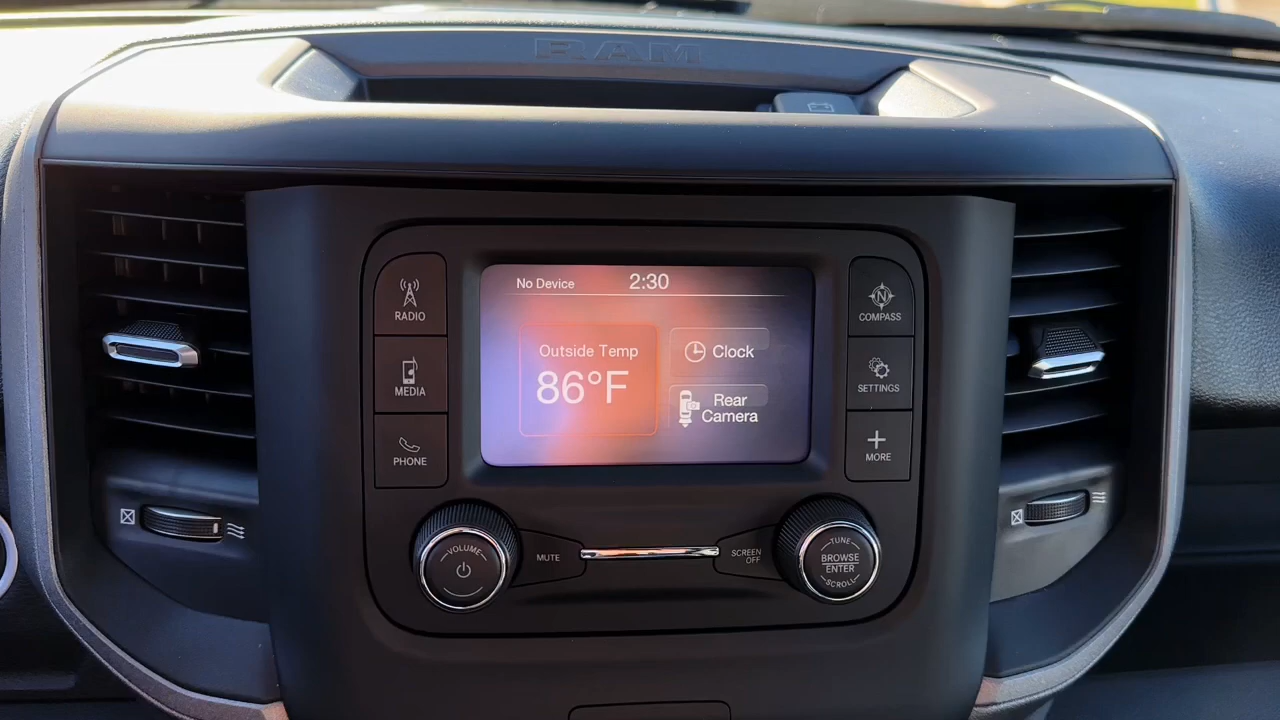 RAM
No Device
2:30
RADIO
MEDIA
PHONE
Outside Temp
86°F
Clock
Rear
Camera
N
COMPASS
SETTINGS
MORE
VOLUME
MUTE
SCREEN
OFF
TUNE
BROWSE
ENTER
SCROLL